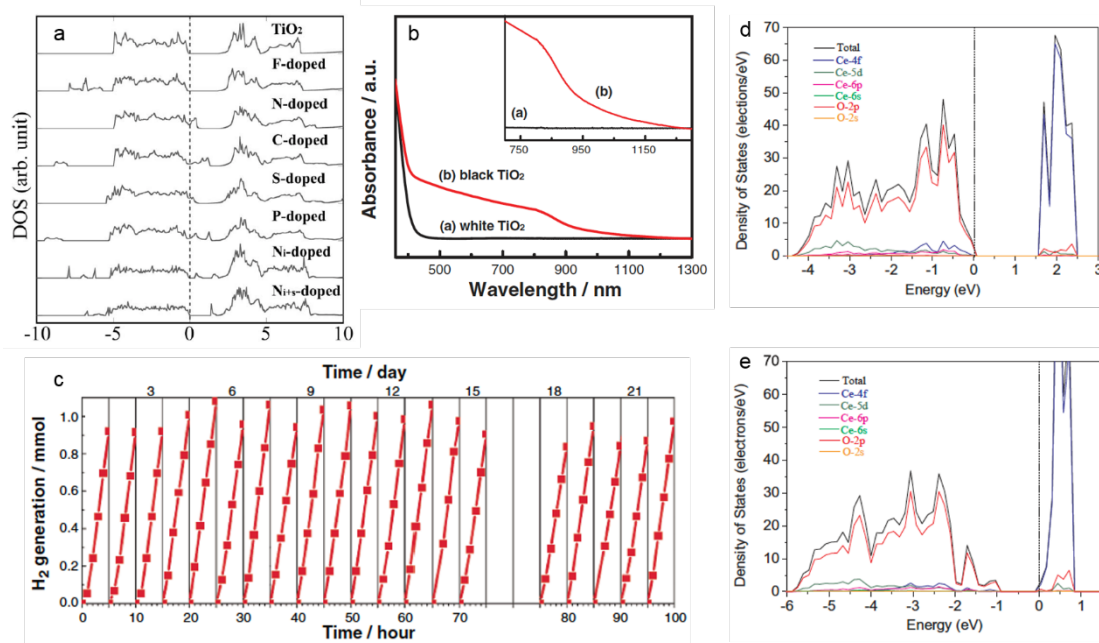 a
DOS (arb. unit)
TiO₂
F-doped
N-doped
C-doped
S-doped
P-doped
Nᵢ-doped
Nᵢ₊ₛ-doped
-10 -5 0 5 10
b
Absorbance / a.u.
(b)
(a)
750 950 1150
(b) black TiO₂
(a) white TiO₂
500 700 900 1100 1300
Wavelength / nm
c
Time / day
3 6 9 12 15 18 21
H₂ generation / mmol
1.0
0.8
0.6
0.4
0.2
0.0
0 10 20 30 40 50 60 70 80 90 100
Time / hour
d
Density of States (elections/eV)
70
60
50
40
30
20
10
0
Total
Ce-4f
Ce-5d
Ce-6p
Ce-6s
O-2p
O-2s
-4 -3 -2 -1 0 1 2 3
Energy (eV)
e
Density of States (elections/eV)
70
60
50
40
30
20
10
0
Total
Ce-4f
Ce-5d
Ce-6p
Ce-6s
O-2p
O-2s
-6 -5 -4 -3 -2 -1 0 1
Energy (eV)